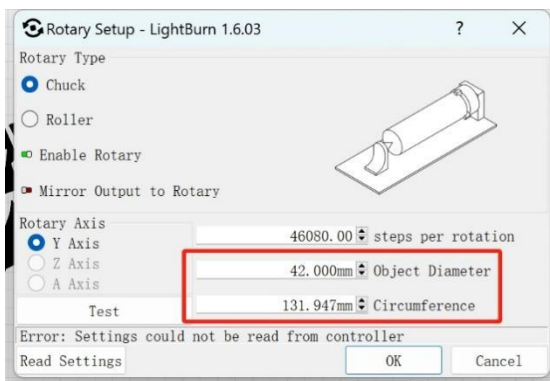 Rotary Setup - LightBurn 1.6.03 ?
Rotary Type
Chuck
Roller
Enable Rotary
Mirror Output to Rotary
Rotary Axis
Y Axis
Z Axis
A Axis
Test
46080.00 steps per rotation
42.000mm Object Diameter
131.947mm Circumference
Error: Settings could not be read from controller
Read Settings OK Cancel